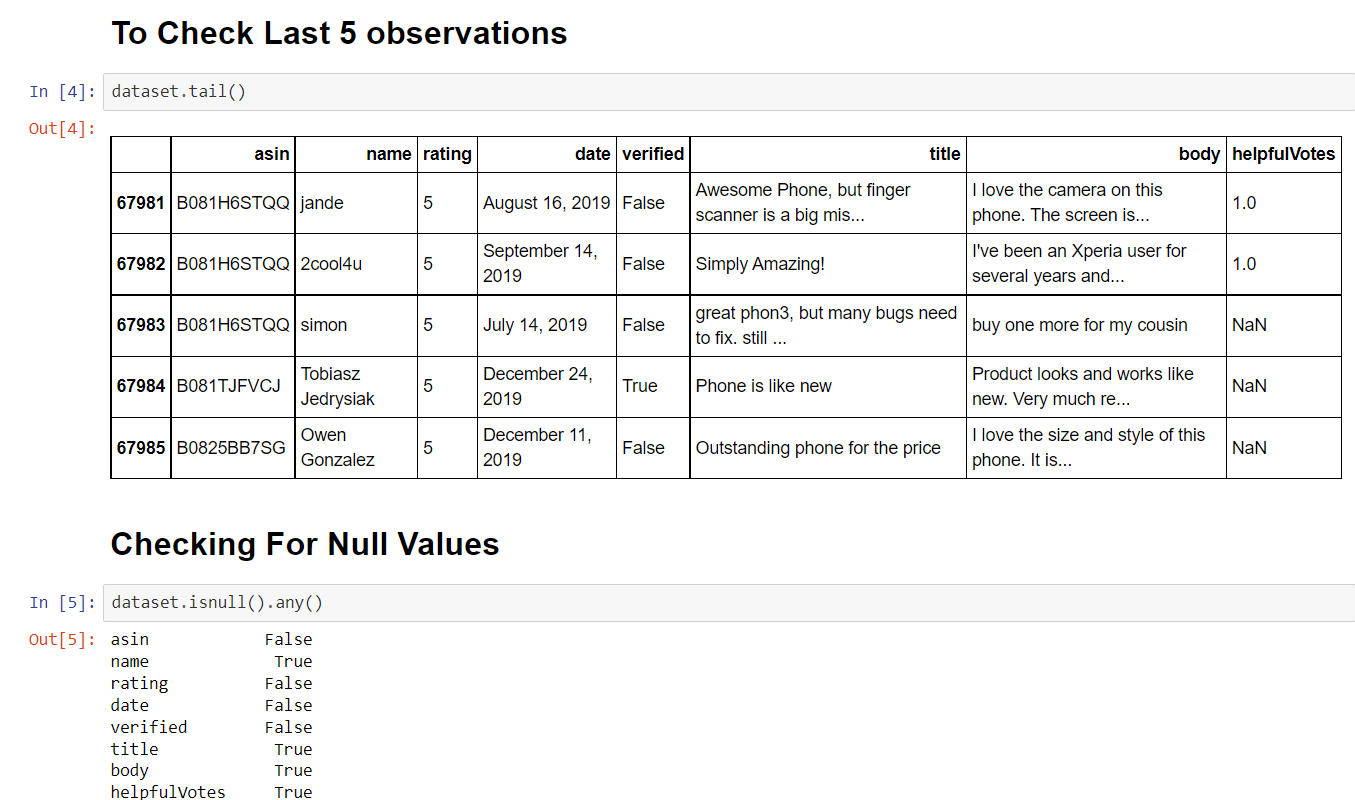 To Check Last 5 observations
In [4]: dataset.tail()
Out[4]:
asin name rating date verified title body helpfulVotes
67981 B081H6STQQ jande 5 August 16, 2019 False Awesome Phone, but finger scanner is a big mis... I love the camera on this phone. The screen is... 1.0
67982 B081H6STQQ 2cool4u 5 September 14, 2019 False Simply Amazing! I've been an Xperia user for several years and... 1.0
67983 B081H6STQQ simon 5 July 14, 2019 False great phon3, but many bugs need to fix. still ... buy one more for my cousin NaN
67984 B081TJFVCJ Tobiasz Jedrysiak 5 December 24, 2019 True Phone is like new Product looks and works like new. Very much re... NaN
67985 B0825BB7SG Owen Gonzalez 5 December 11, 2019 False Outstanding phone for the price I love the size and style of this phone. It is... NaN
Checking For Null Values
In [5]: dataset.isnull().any()
Out[5]: asin False
name True
rating False
date False
verified False
title True
body True
helpfulVotes True